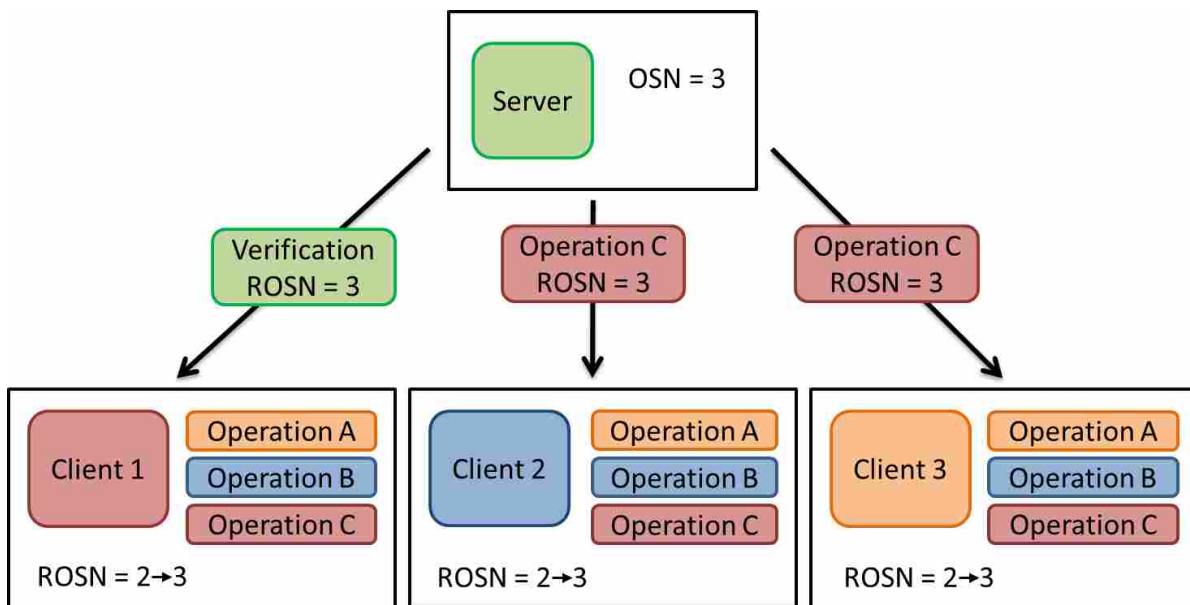 Server
OSN = 3
Verification
ROSN = 3
Operation C
ROSN = 3
Operation C
ROSN = 3
Client 1
Operation A
Operation B
Operation C
ROSN = 2→3
Client 2
Operation A
Operation B
Operation C
ROSN = 2→3
Client 3
Operation A
Operation B
Operation C
ROSN = 2→3